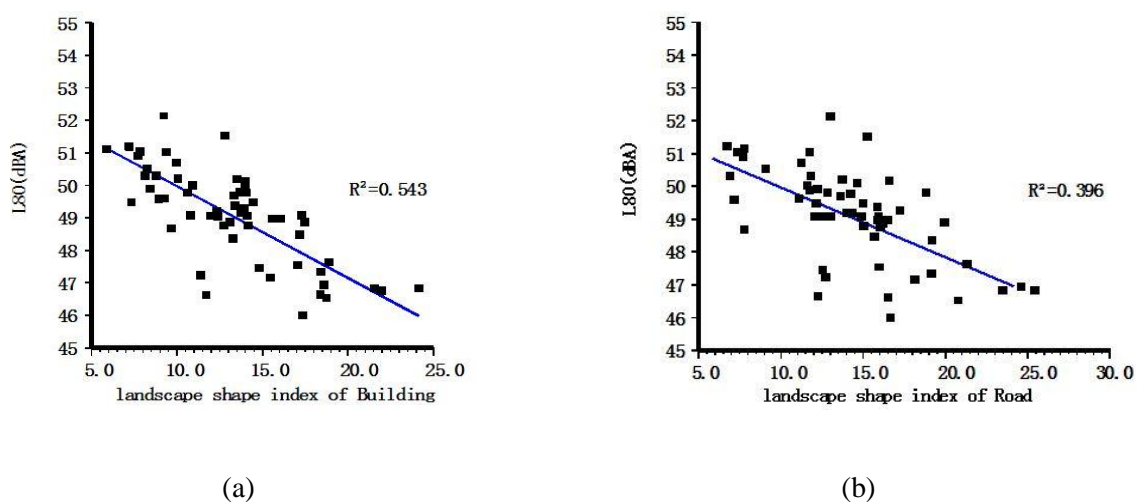 55
54
53
52
51
50
49
48
47
46
45
L80(dBA)
R²=0.543
5.0 10.0 15.0 20.0 25.0
landscape shape index of Building
(a)
55
54
53
52
51
50
49
48
47
46
45
L80(dBA)
R²=0.396
5.0 10.0 15.0 20.0 25.0 30.0
landscape shape index of Road
(b)